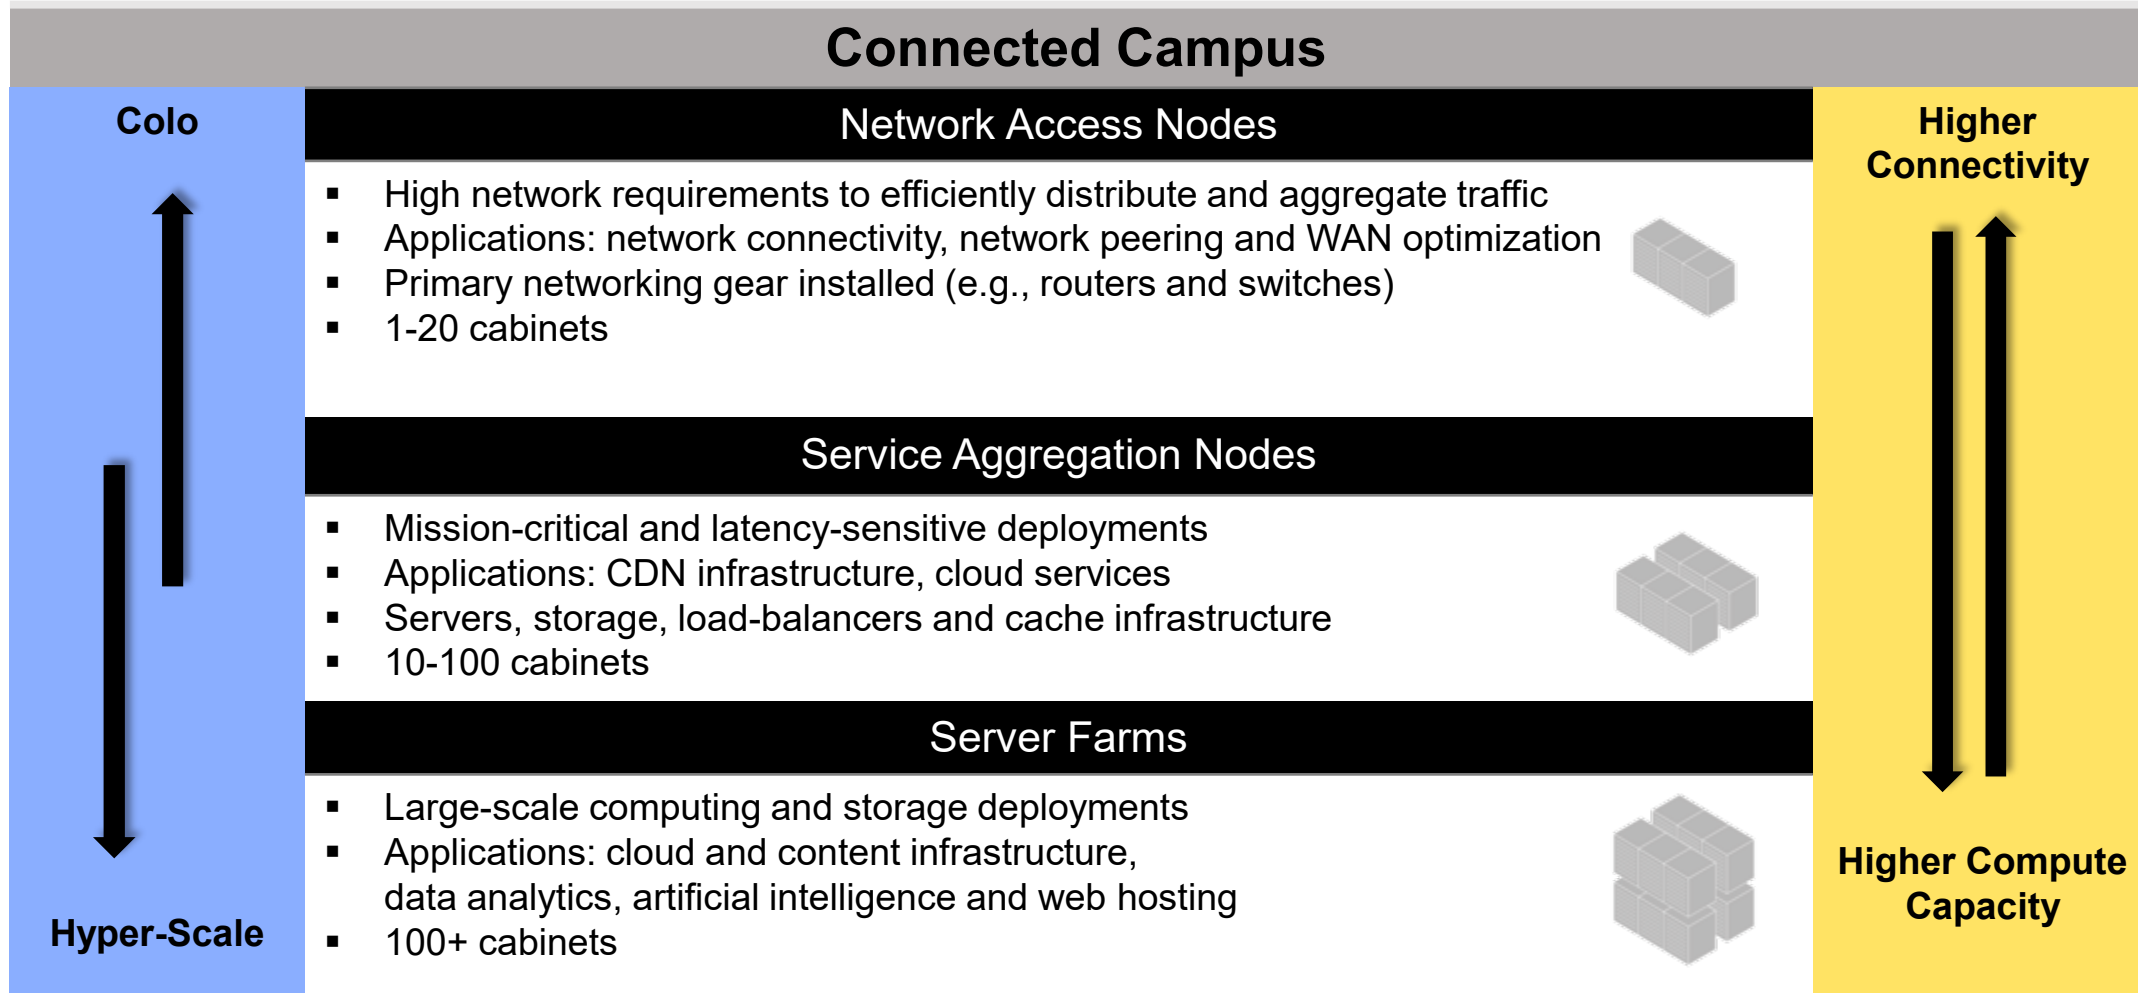 Connected Campus
Colo
Hyper-Scale
Network Access Nodes
▪ High network requirements to efficiently distribute and aggregate traffic
▪ Applications: network connectivity, network peering and WAN optimization
▪ Primary networking gear installed (e.g., routers and switches)
▪ 1-20 cabinets
Service Aggregation Nodes
▪ Mission-critical and latency-sensitive deployments
▪ Applications: CDN infrastructure, cloud services
▪ Servers, storage, load-balancers and cache infrastructure
▪ 10-100 cabinets
Server Farms
▪ Large-scale computing and storage deployments
▪ Applications: cloud and content infrastructure,
data analytics, artificial intelligence and web hosting
▪ 100+ cabinets
Higher
Connectivity
Higher Compute
Capacity